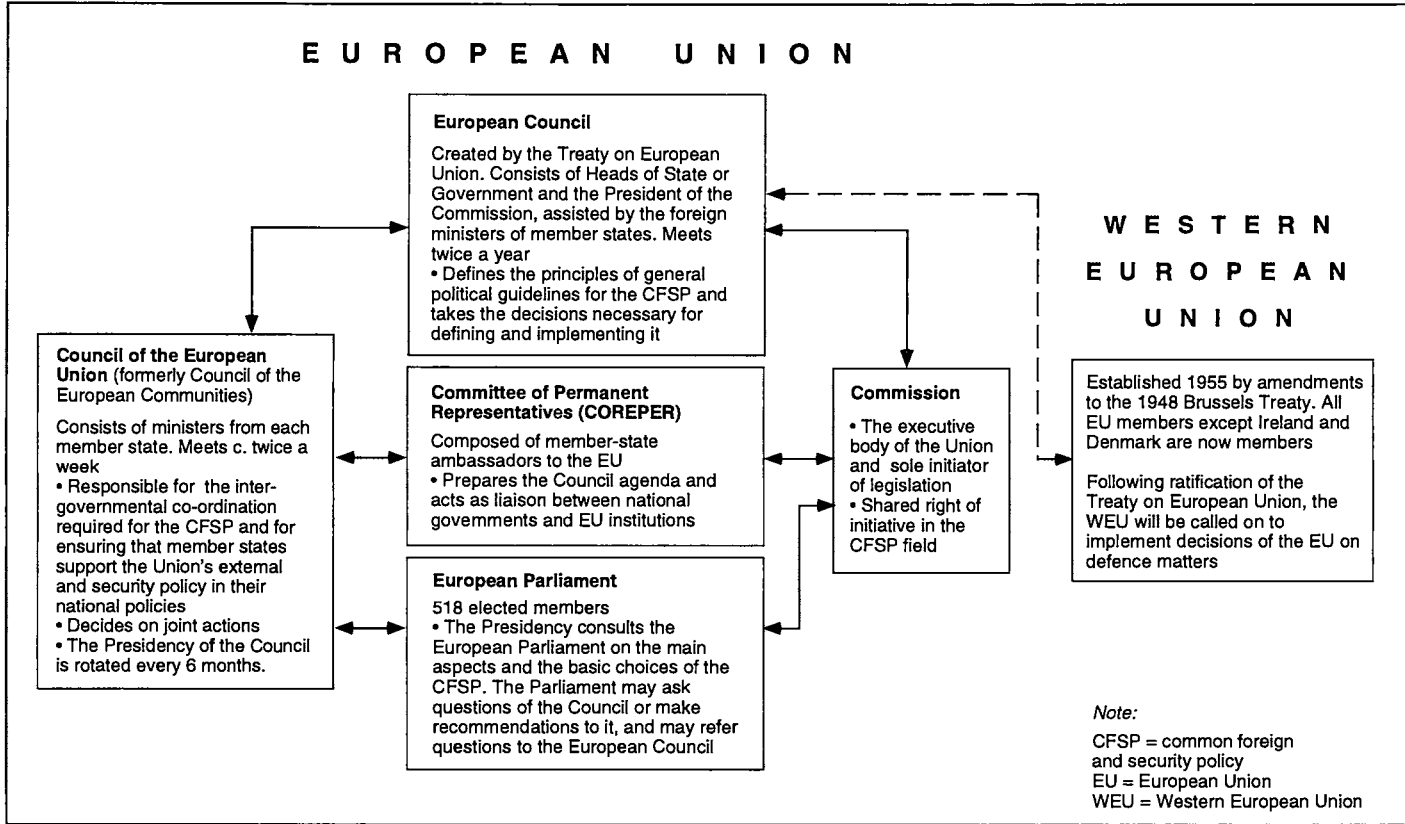 EUROPEAN UNION
European Council
Created by the Treaty on European
Union. Consists of Heads of State or
Government and the President of the
Commission, assisted by the foreign
ministers of member states. Meets
twice a year
• Defines the principles of general
political guidelines for the CFSP and
takes the decisions necessary for
defining and implementing it
Council of the European
Union (formerly Council of the
European Communities)
Consists of ministers from each
member state. Meets c. twice a
week
• Responsible for the inter-
governmental co-ordination
required for the CFSP and for
ensuring that member states
support the Union's external
and security policy in their
national policies
• Decides on joint actions
• The Presidency of the Council
is rotated every 6 months.
Committee of Permanent
Representatives (COREPER)
Composed of member-state
ambassadors to the EU
• Prepares the Council agenda and
acts as liaison between national
governments and EU institutions
European Parliament
518 elected members
• The Presidency consults the
European Parliament on the main
aspects and the basic choices of the
CFSP. The Parliament may ask
questions of the Council or make
recommendations to it, and may refer
questions to the European Council
Commission
• The executive
body of the Union
and sole initiator
of legislation
• Shared right of
initiative in the
CFSP field
WESTERN
EUROPEAN
UNION
Established 1955 by amendments
to the 1948 Brussels Treaty. All
EU members except Ireland and
Denmark are now members
Following ratification of the
Treaty on European Union, the
WEU will be called on to
implement decisions of the EU on
defence matters
Note:
CFSP = common foreign
and security policy
EU = European Union
WEU = Western European Union